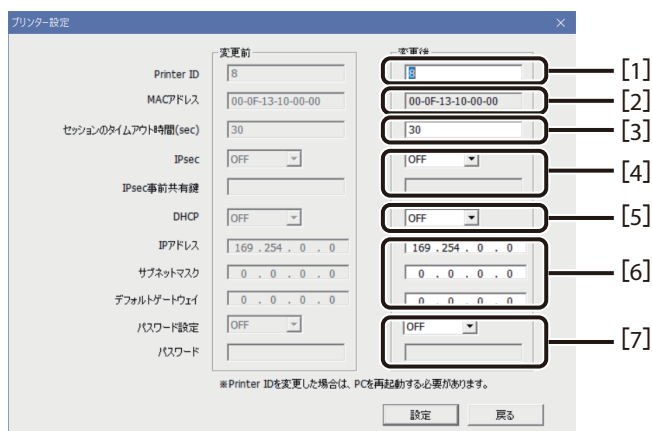 プリンター設定 ×
変更前 変更後
Printer ID 8 8 [1]
MACアドレス 00-0F-13-10-00-00 00-0F-13-10-00-00 [2]
セッションのタイムアウト時間(sec) 30 30 [3]
IPsec OFF OFF [4]
IPsec事前共有鍵
DHCP OFF OFF [5]
IPアドレス 169 . 254 . 0 . 0 169 . 254 . 0 . 0
サブネットマスク 0 . 0 . 0 . 0 0 . 0 . 0 . 0 [6]
デフォルトゲートウェイ 0 . 0 . 0 . 0 0 . 0 . 0 . 0
パスワード設定 OFF OFF [7]
パスワード
※Printer IDを変更した場合は、PCを再起動する必要があります。
設定 戻る